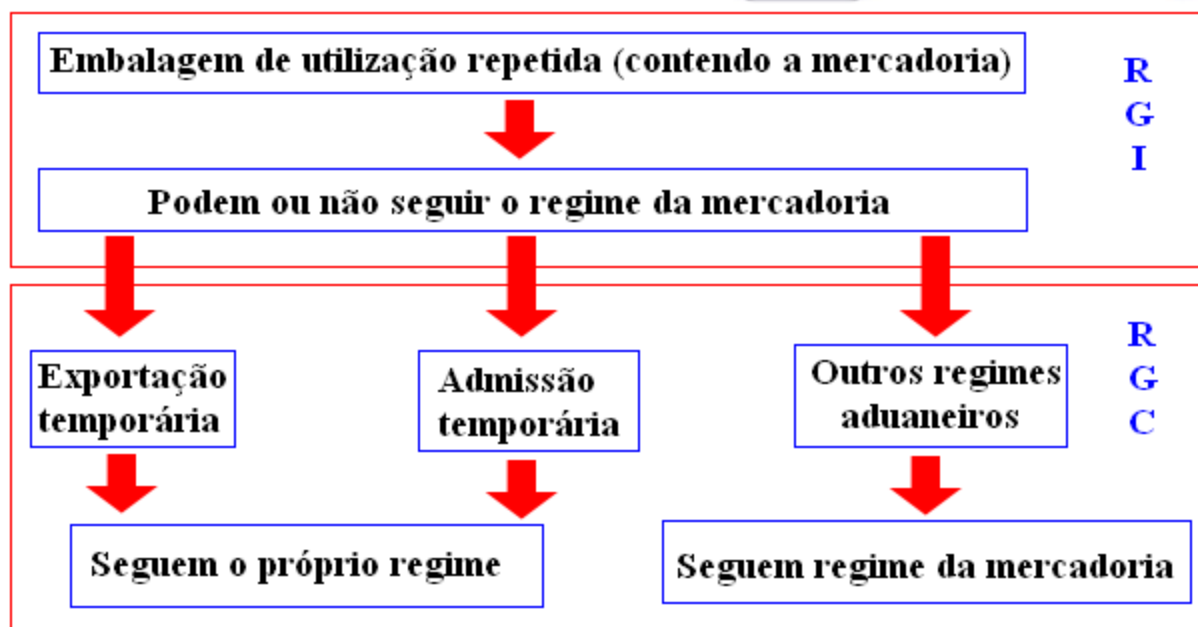 Embalagem de utilização repetida (contendo a mercadoria)
R
G
I
Podem ou não seguir o regime da mercadoria
Exportação
temporária
Admissão
temporária
Outros regimes
aduaneiros
R
G
C
Seguem o próprio regime
Seguem regime da mercadoria